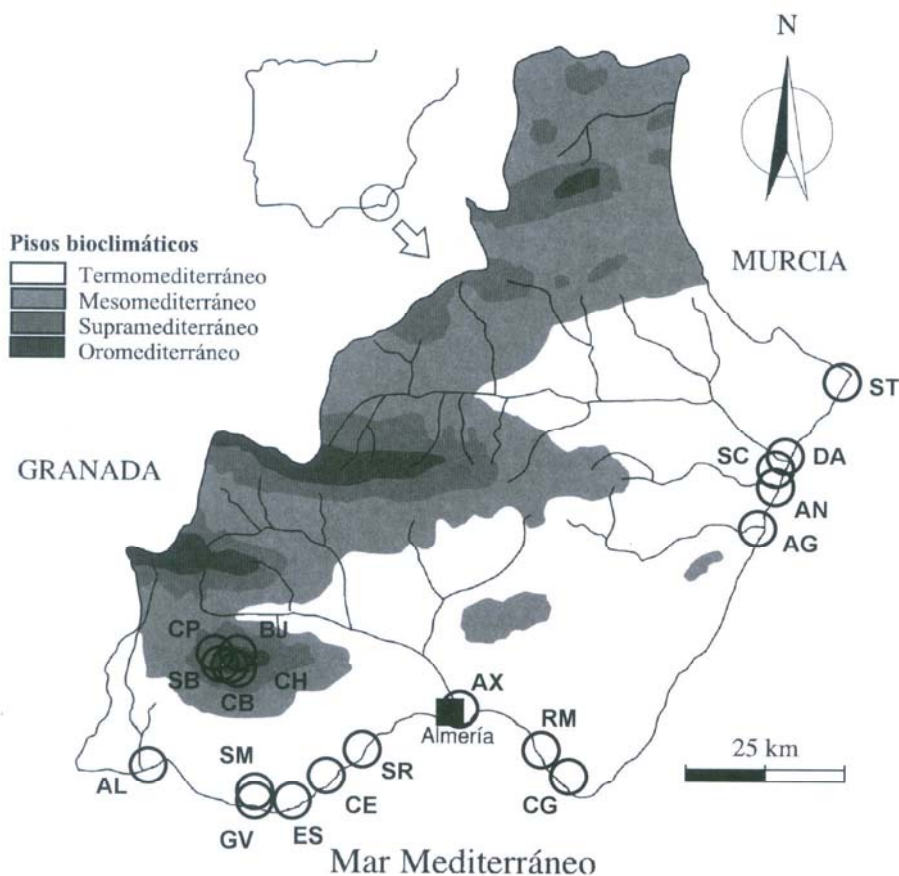 N
Pisos bioclimáticos
Termomediterráneo
Mesomediterráneo
Supramediterráneo
Oromediterráneo
MURCIA
ST
GRANADA
SC
DA
AN
AG
CP
BJ
SB
CH
CB
AX
Almería
RM
25 km
SM
SR
AL
CE
CG
GV
ES
Mar Mediterráneo